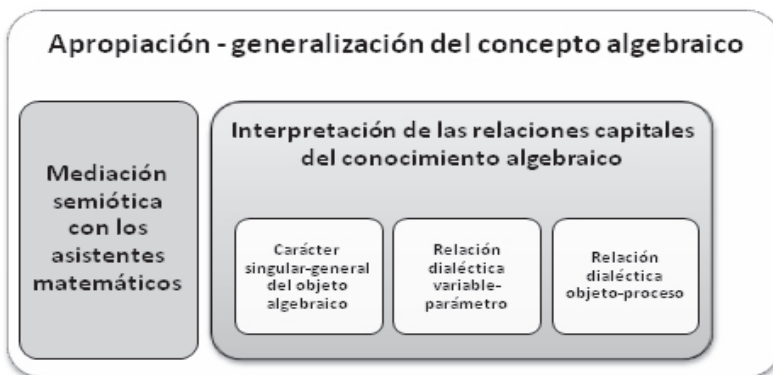 Apropiación - generalización del concepto algebraico
Mediación
semiótica
con los
asistentes
matemáticos
Interpretación de las relaciones capitales
del conocimiento algebraico
Carácter
singular-general
del objeto
algebraico
Relación
dialéctica
variable-
parámetro
Relación
dialéctica
objeto-proceso